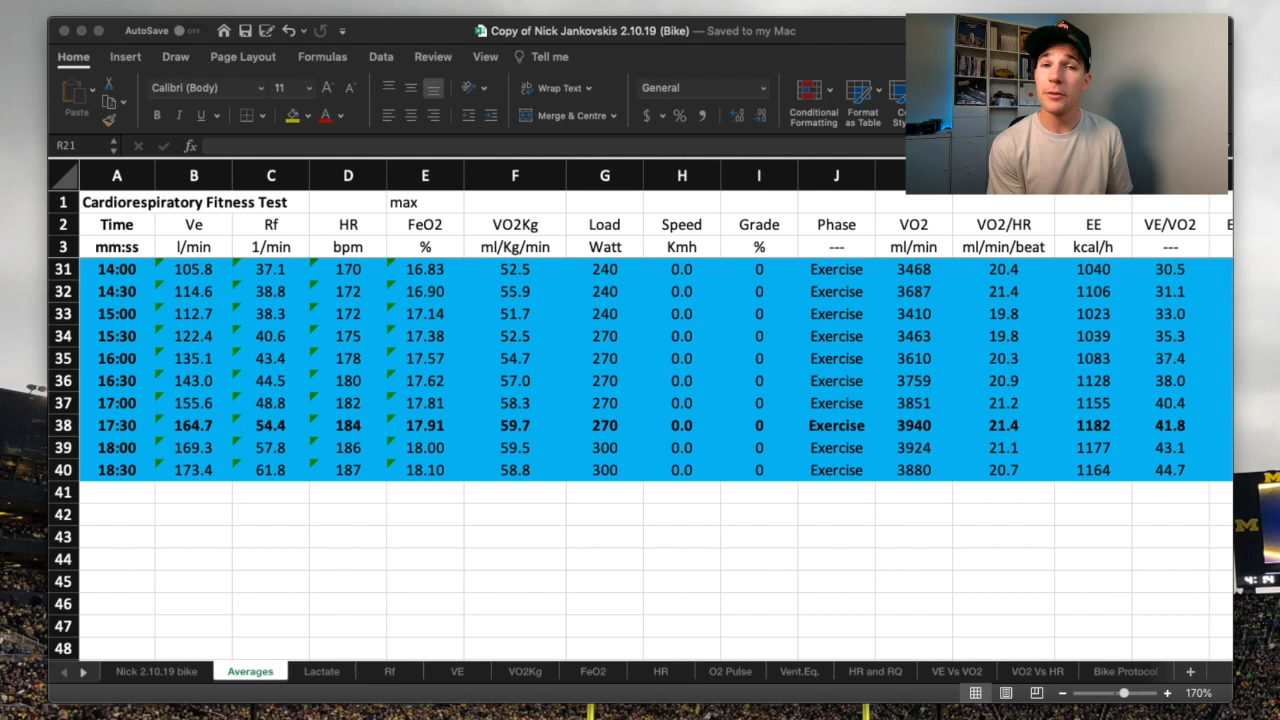 AutoSave OFF Copy of Nick Jankovskis 2.10.19 (Bike) — Saved to my Mac
Home Insert Draw Page Layout Formulas Data Review View Tell me
Paste Calibri (Body) 11 A A Wrap Text General
B I U A Merge & Centre $ % Conditional Formatting Format as Table
R21 fx
A B C D E F G H I J
1 Cardiorespiratory Fitness Test max
2 Time Ve Rf HR FeO2 VO2Kg Load Speed Grade Phase VO2 VO2/HR EE VE/VO2
3 mm:ss l/min 1/min bpm % ml/Kg/min Watt Kmh % --- ml/min ml/min/beat kcal/h ---
31 14:00 105.8 37.1 170 16.83 52.5 240 0.0 0 Exercise 3468 20.4 1040 30.5
32 14:30 114.6 38.8 172 16.90 55.9 240 0.0 0 Exercise 3687 21.4 1106 31.1
33 15:00 112.7 38.3 172 17.14 51.7 240 0.0 0 Exercise 3410 19.8 1023 33.0
34 15:30 122.4 40.6 175 17.38 52.5 270 0.0 0 Exercise 3463 19.8 1039 35.3
35 16:00 135.1 43.4 178 17.57 54.7 270 0.0 0 Exercise 3610 20.3 1083 37.4
36 16:30 143.0 44.5 180 17.62 57.0 270 0.0 0 Exercise 3759 20.9 1128 38.0
37 17:00 155.6 48.8 182 17.81 58.3 270 0.0 0 Exercise 3851 21.2 1155 40.4
38 17:30 164.7 54.4 184 17.91 59.7 270 0.0 0 Exercise 3940 21.4 1182 41.8
39 18:00 169.3 57.8 186 18.00 59.5 300 0.0 0 Exercise 3924 21.1 1177 43.1
40 18:30 173.4 61.8 187 18.10 58.8 300 0.0 0 Exercise 3880 20.7 1164 44.7
41
42
43
44
45
46
47
48
Nick 2.10.19 bike Averages Lactate Rf VE VO2Kg FeO2 HR O2 Pulse Vent.Eq. HR and RQ VE Vs VO2 VO2 Vs HR Bike Protocol +
170%